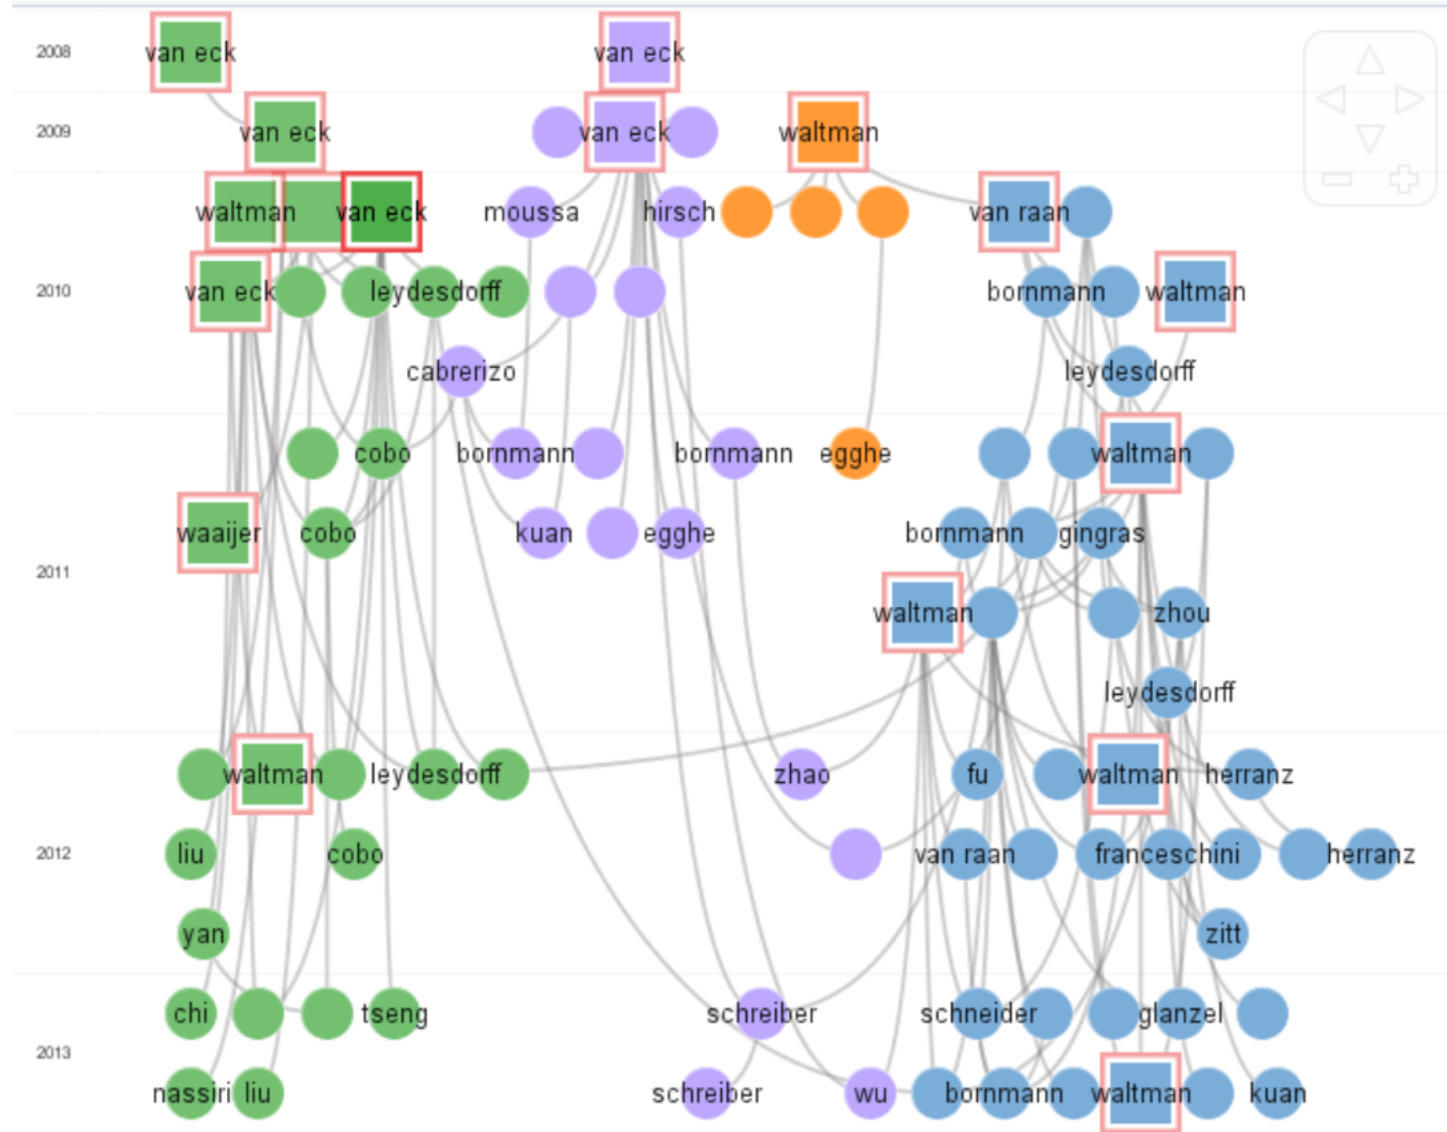 2008
van eck
van eck
2009
van eck
van eck
waltman
waltman
van eck
moussa
hirsch
van raan
2010
van eck
leydesdorff
bornmann
waltman
cabrerizo
leydesdorff
cobo
bornmann
bornmann
egghe
waltman
waaijer
cobo
kuan
egghe
bornmann
gingras
2011
waltman
zhou
leydesdorff
waltman
leydesdorff
zhao
fu
waltman
herranz
2012
liu
cobo
van raan
franceschini
herranz
yan
zitt
chi
tseng
schreiber
schneider
glanzel
2013
nassiri
liu
schreiber
wu
bornmann
waltman
kuan